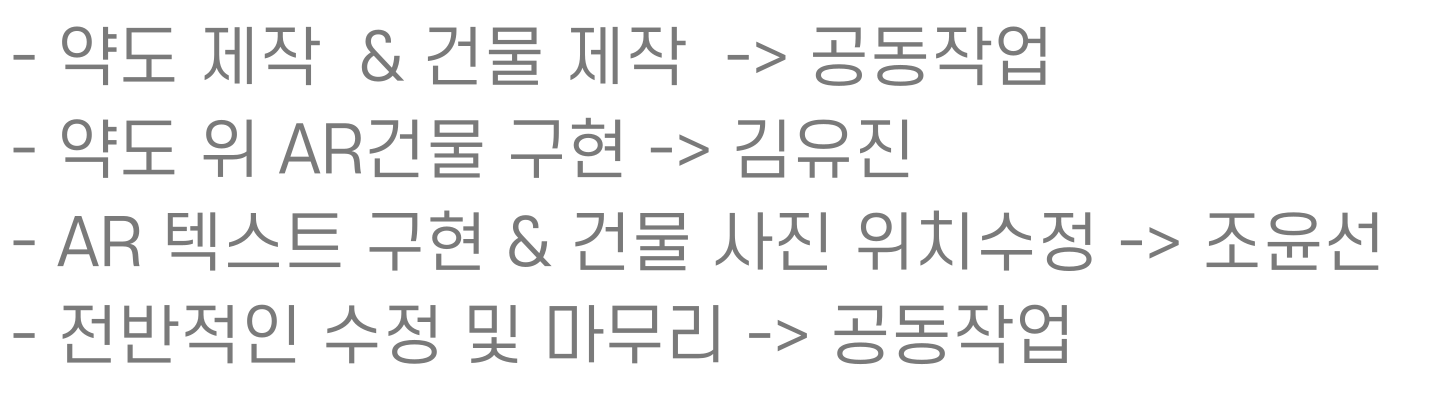 - 약도 제작 & 건물 제작 -> 공동작업
- 약도 위 AR건물 구현 -> 김유진
- AR 텍스트 구현 & 건물 사진 위치수정 -> 조윤선
- 전반적인 수정 및 마무리 -> 공동작업